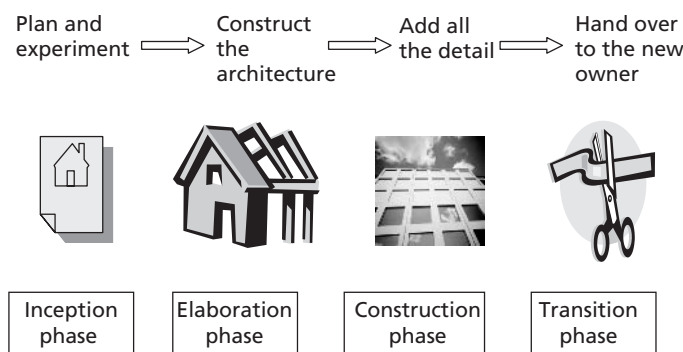 Plan and
experiment
Construct
the
architecture
Add all
the detail
Hand over
to the new
owner
Inception
phase
Elaboration
phase
Construction
phase
Transition
phase